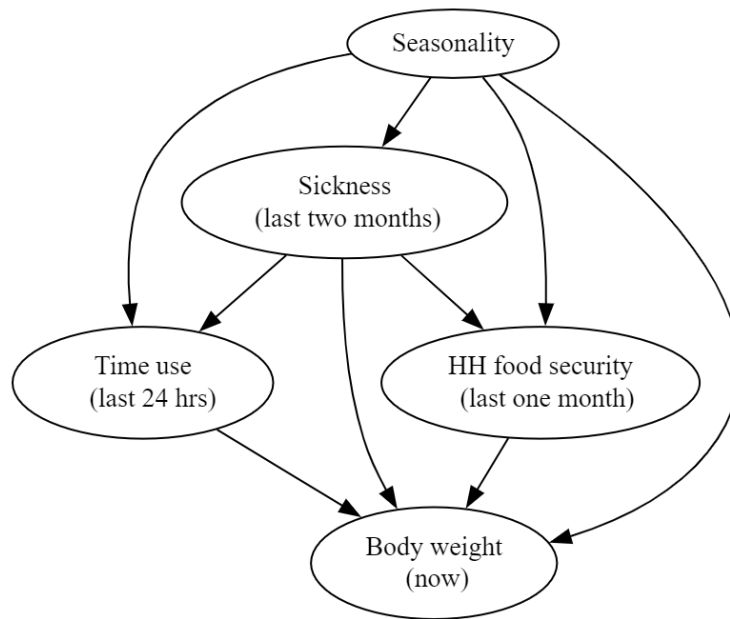 Seasonality
Sickness
(last two months)
Time use
(last 24 hrs)
HH food security
(last one month)
Body weight
(now)